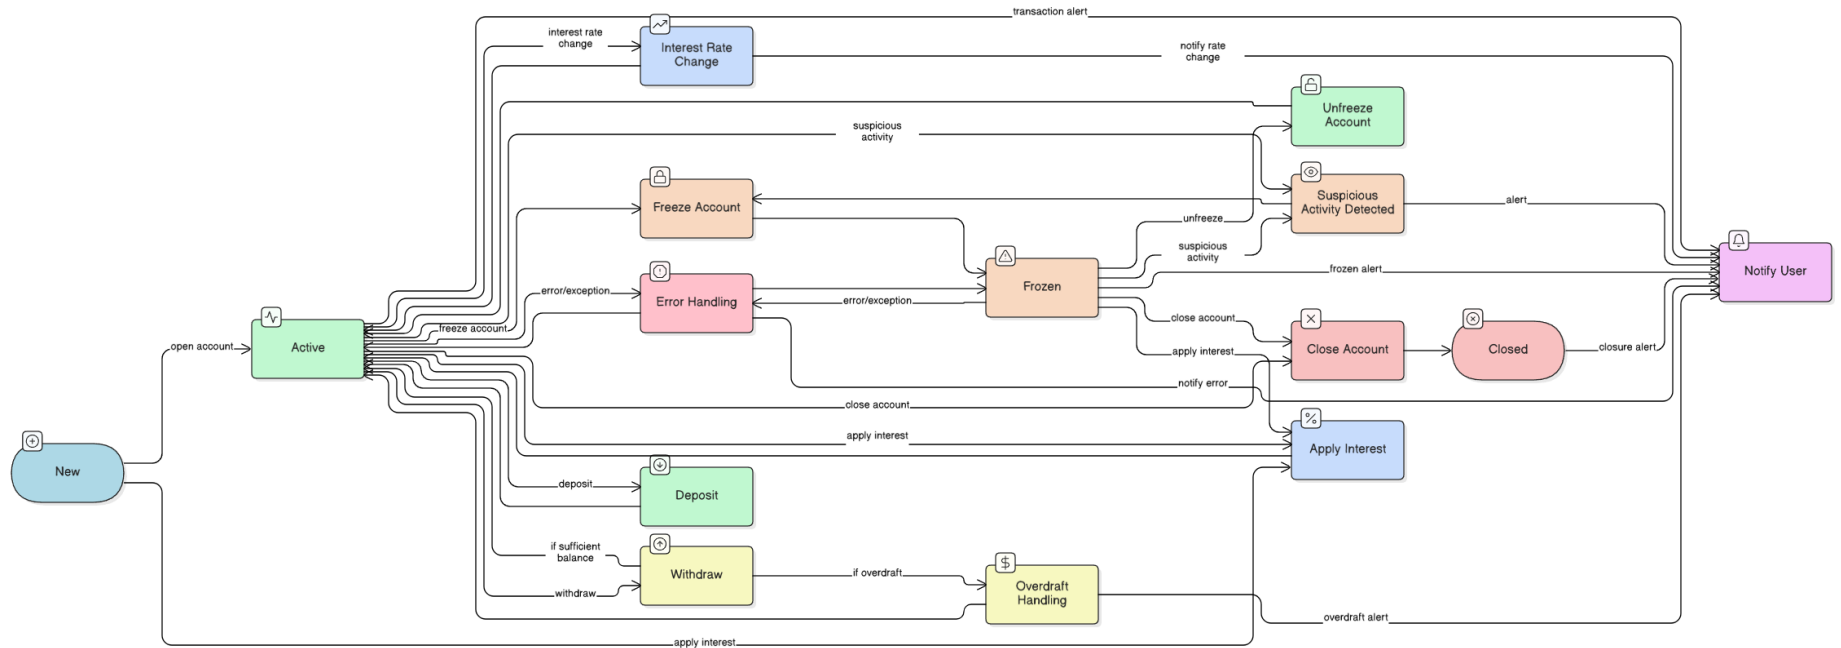 transaction alert
interest rate
change
Interest Rate
Change
notify rate
change
Unfreeze
Account
suspicious
activity
Freeze Account
Suspicious
Activity Detected
alert
unfreeze
suspicious
activity
Notify User
frozen alert
Frozen
error/exception
Error Handling
error/exception
close account
freeze account
open account
Active
apply interest
Close Account
Closed
closure alert
notify error
close account
apply interest
Apply Interest
New
deposit
Deposit
if sufficient
balance
withdraw
Withdraw
if overdraft
Overdraft
Handling
overdraft alert
apply interest